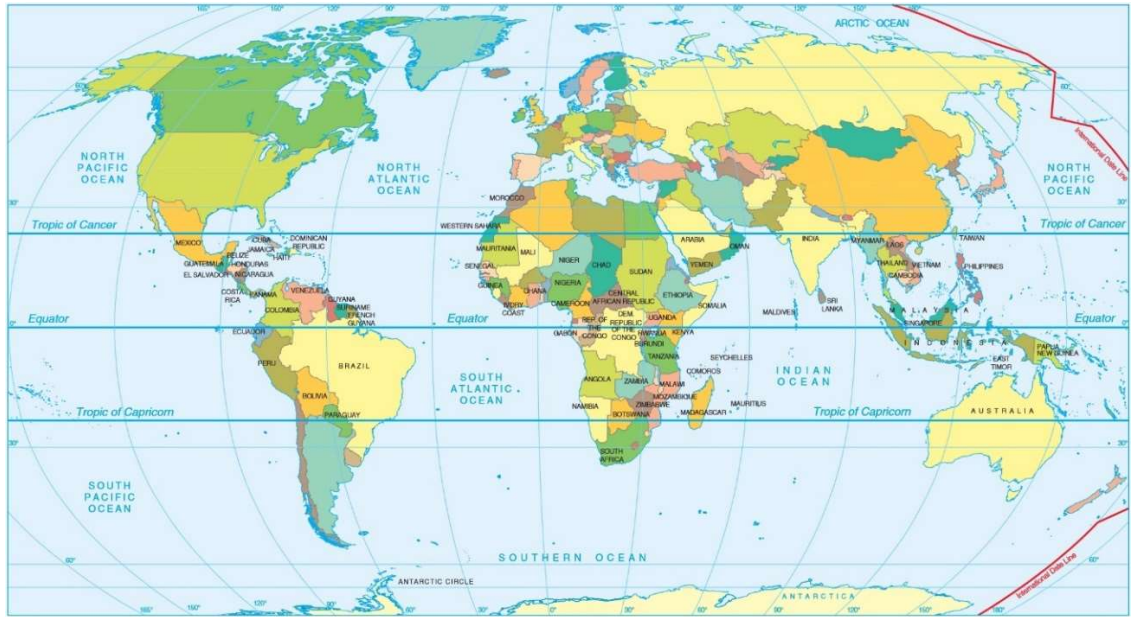 ARCTIC OCEAN
International Date Line
NORTH
PACIFIC
OCEAN
NORTH
ATLANTIC
OCEAN
NORTH
PACIFIC
OCEAN
Tropic of Cancer
Tropic of Cancer
MOROCCO
WESTERN SAHARA
MAURITANIA
MALI
NIGER
CHAD
SUDAN
SENEGAL
GUINEA
IVORY
COAST
GHANA
NIGERIA
CAMEROON
CENTRAL
AFRICAN REPUBLIC
ETHIOPIA
SOMALIA
ARABIA
OMAN
YEMEN
INDIA
MYANMAR
LAOS
THAILAND
VIETNAM
CAMBODIA
TAIWAN
PHILIPPINES
SRI
LANKA
MALDIVES
MEXICO
CUBA
JAMAICA
HAITI
DOMINICAN
REPUBLIC
BELIZE
GUATEMALA
HONDURAS
EL SALVADOR
NICARAGUA
COSTA
RICA
PANAMA
VENEZUELA
GUYANA
SURINAME
FRENCH
GUYANA
COLOMBIA
Equator
Equator
Equator
ECUADOR
PERU
BRAZIL
BOLIVIA
PARAGUAY
GABON
REP. OF
THE
CONGO
DEM.
REPUBLIC
OF THE
CONGO
UGANDA
KENYA
RWANDA
BURUNDI
TANZANIA
SEYCHELLES
COMOROS
ANGOLA
ZAMBIA
MALAWI
MOZAMBIQUE
ZIMBABWE
NAMIBIA
BOTSWANA
MADAGASCAR
MAURITIUS
SOUTH
AFRICA
MALAYSIA
SINGAPORE
INDONESIA
EAST
TIMOR
PAPUA
NEW GUINEA
INDIAN
OCEAN
SOUTH
ATLANTIC
OCEAN
Tropic of Capricorn
Tropic of Capricorn
AUSTRALIA
SOUTH
PACIFIC
OCEAN
SOUTHERN OCEAN
ANTARCTIC CIRCLE
ANTARCTICA
International Date Line